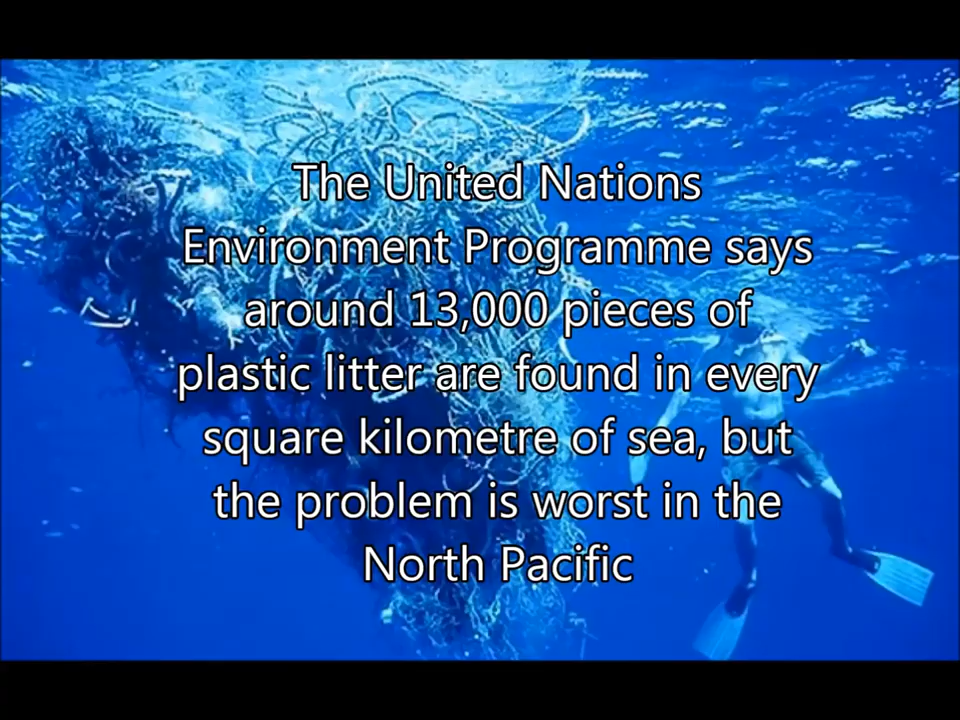 The United Nations
Environment Programme says
around 13,000 pieces of
plastic litter are found in every
square kilometre of sea, but
the problem is worst in the
North Pacific